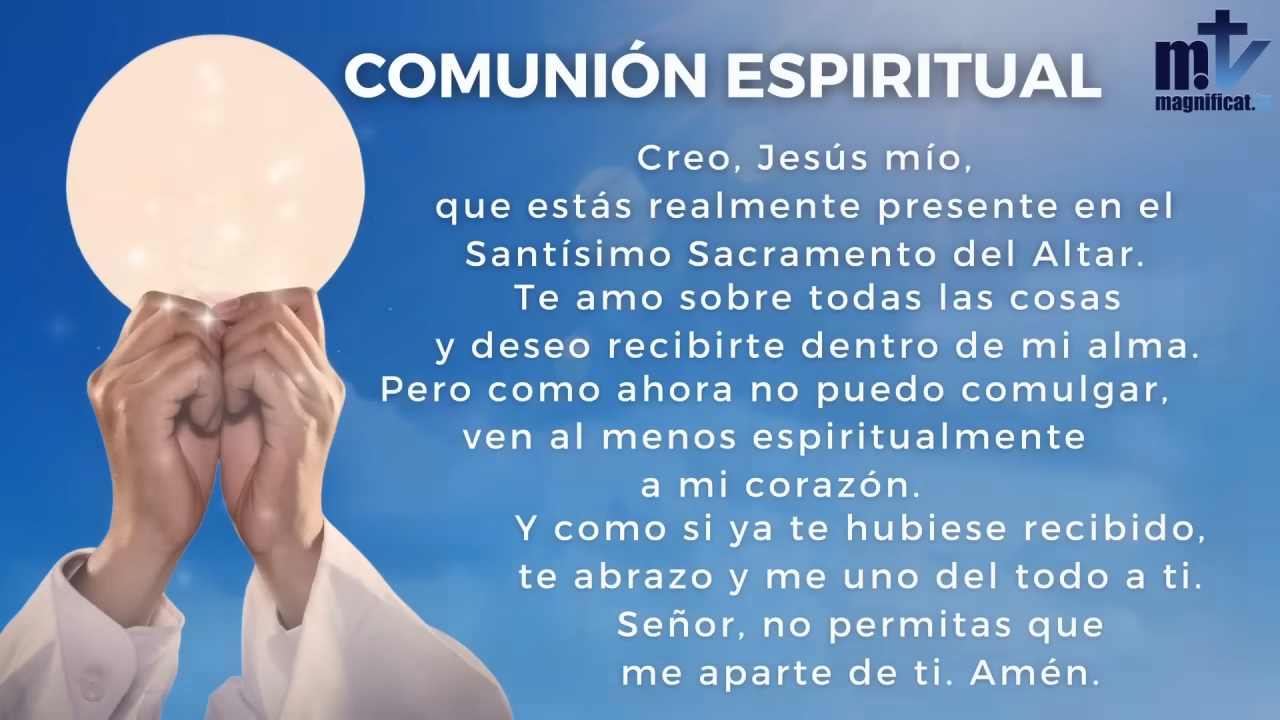 COMUNIÓN ESPIRITUAL
m.tv
magnificat.
Creo, Jesús mío,
que estás realmente presente en el
Santísimo Sacramento del Altar.
Te amo sobre todas las cosas
y deseo recibirte dentro de mi alma.
Pero como ahora no puedo comulgar,
ven al menos espiritualmente
a mi corazón.
Y como si ya te hubiese recibido,
te abrazo y me uno del todo a ti.
Señor, no permitas que
me aparte de ti. Amén.